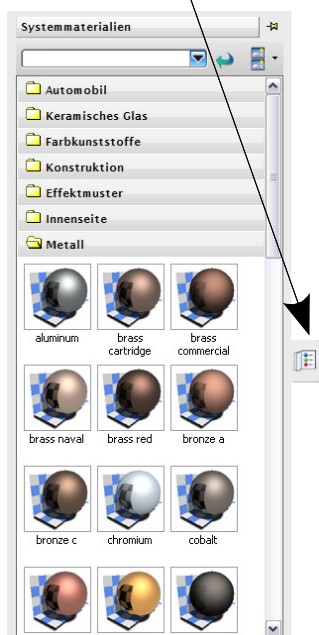 Systemmaterialien
Automobil
Keramisches Glas
Farbkunststoffe
Konstruktion
Effektmuster
Innenseite
Metall
aluminum
brass cartridge
brass commercial
brass naval
brass red
bronze a
bronze c
chromium
cobalt